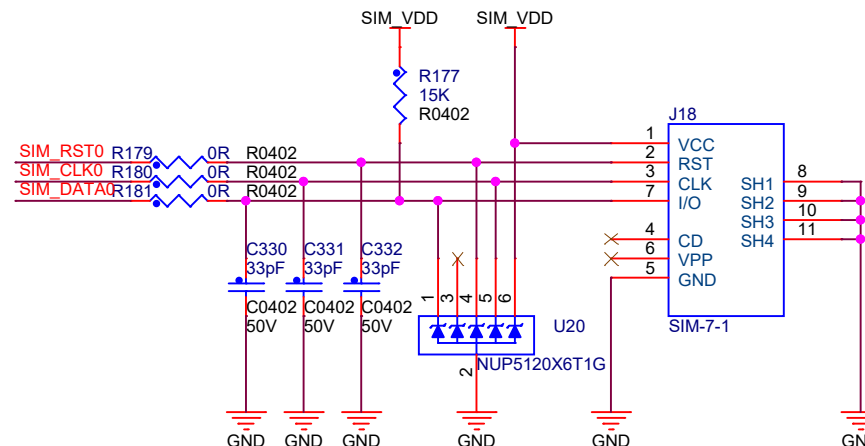 SIM_VDD SIM_VDD
R177
15K
R0402
J18
SIM_RST0 R179 0R R0402
SIM_CLK0 R180 0R R0402
SIM_DATA0 R181 0R R0402
1 VCC
2 RST
3 CLK
7 I/O
4 CD
6 VPP
5 GND
SH1 8
SH2 9
SH3 10
SH4 11
SIM-7-1
C330 C331 C332
33pF 33pF 33pF
C0402 C0402 C0402
50V 50V 50V
1 3 4 5 6
U20
2 NUP5120X6T1G
GND GND GND GND GND GND